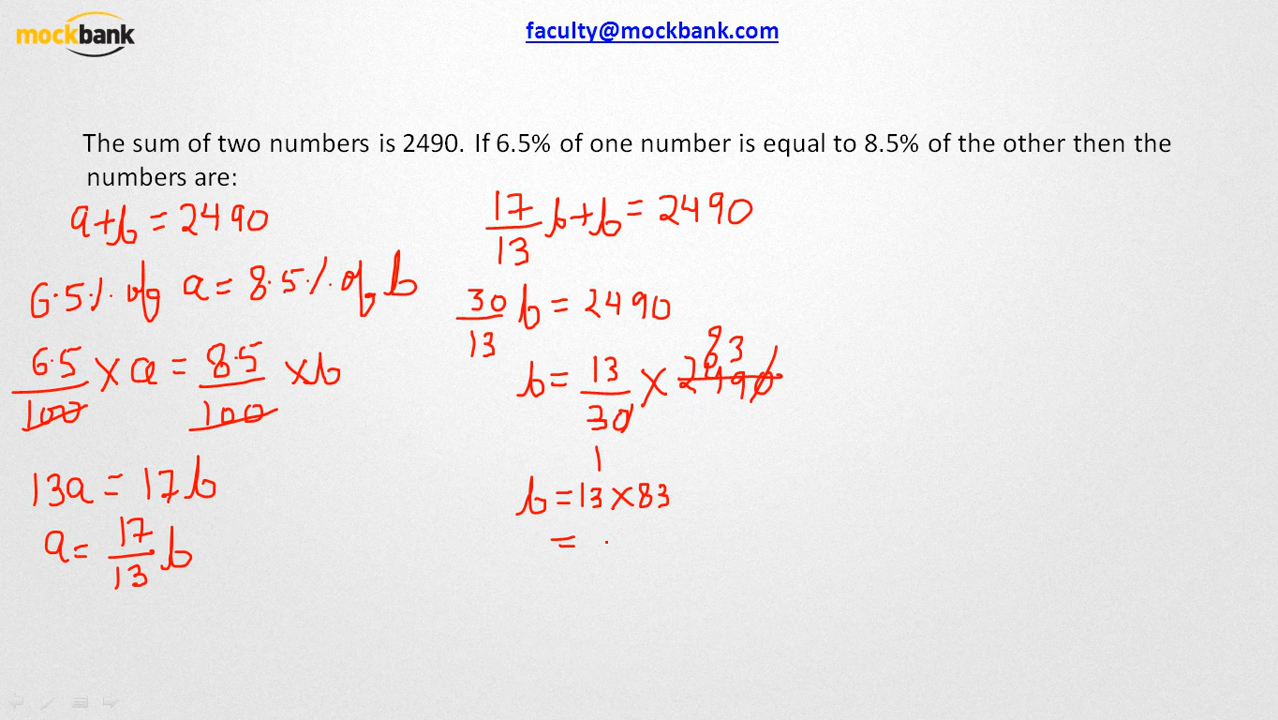 mockbank
faculty@mockbank.com
The sum of two numbers is 2490. If 6.5% of one number is equal to 8.5% of the other then the
numbers are:
a+b = 2490
6.5% of a = 8.5% of b
6.5/100 × a = 8.5/100 × b
13a = 17b
a = 17/13 b
17/13 b + b = 2490
30/13 b = 2490
83
b = 13/30 × 2490
1
b = 13 × 83
= .